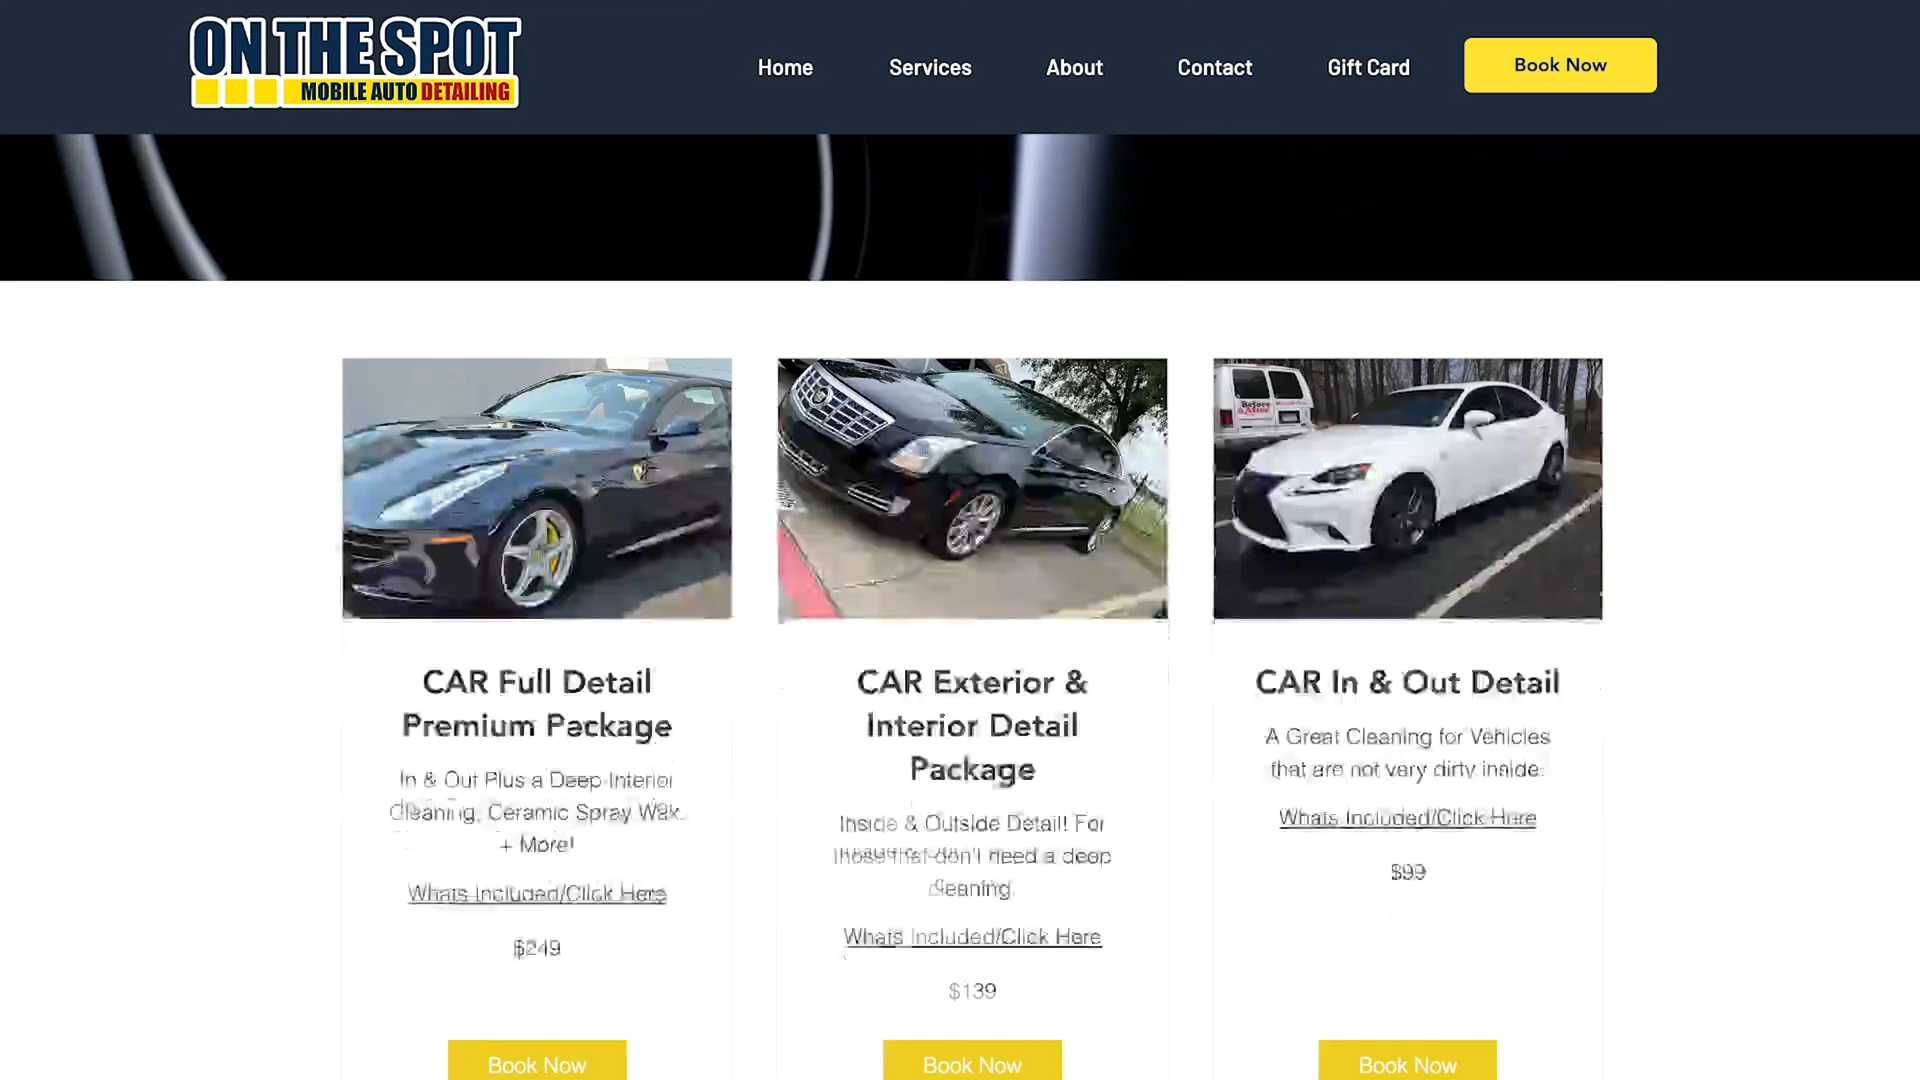 ON THE SPOT
MOBILE AUTO DETAILING
Home
Services
About
Contact
Gift Card
Book Now
Before
& After
CAR Full Detail
Premium Package
In & Out Plus a Deep Interior
Cleaning, Ceramic Spray Wax
+ More!
Whats Included/Click Here
$249
Book Now
CAR Exterior &
Interior Detail
Package
Inside & Outside Detail! For
those that don't need a deep
cleaning
Whats Included/Click Here
$139
Book Now
CAR In & Out Detail
A Great Cleaning for Vehicles
that are not very dirty inside.
Whats Included/Click Here
$99
Book Now